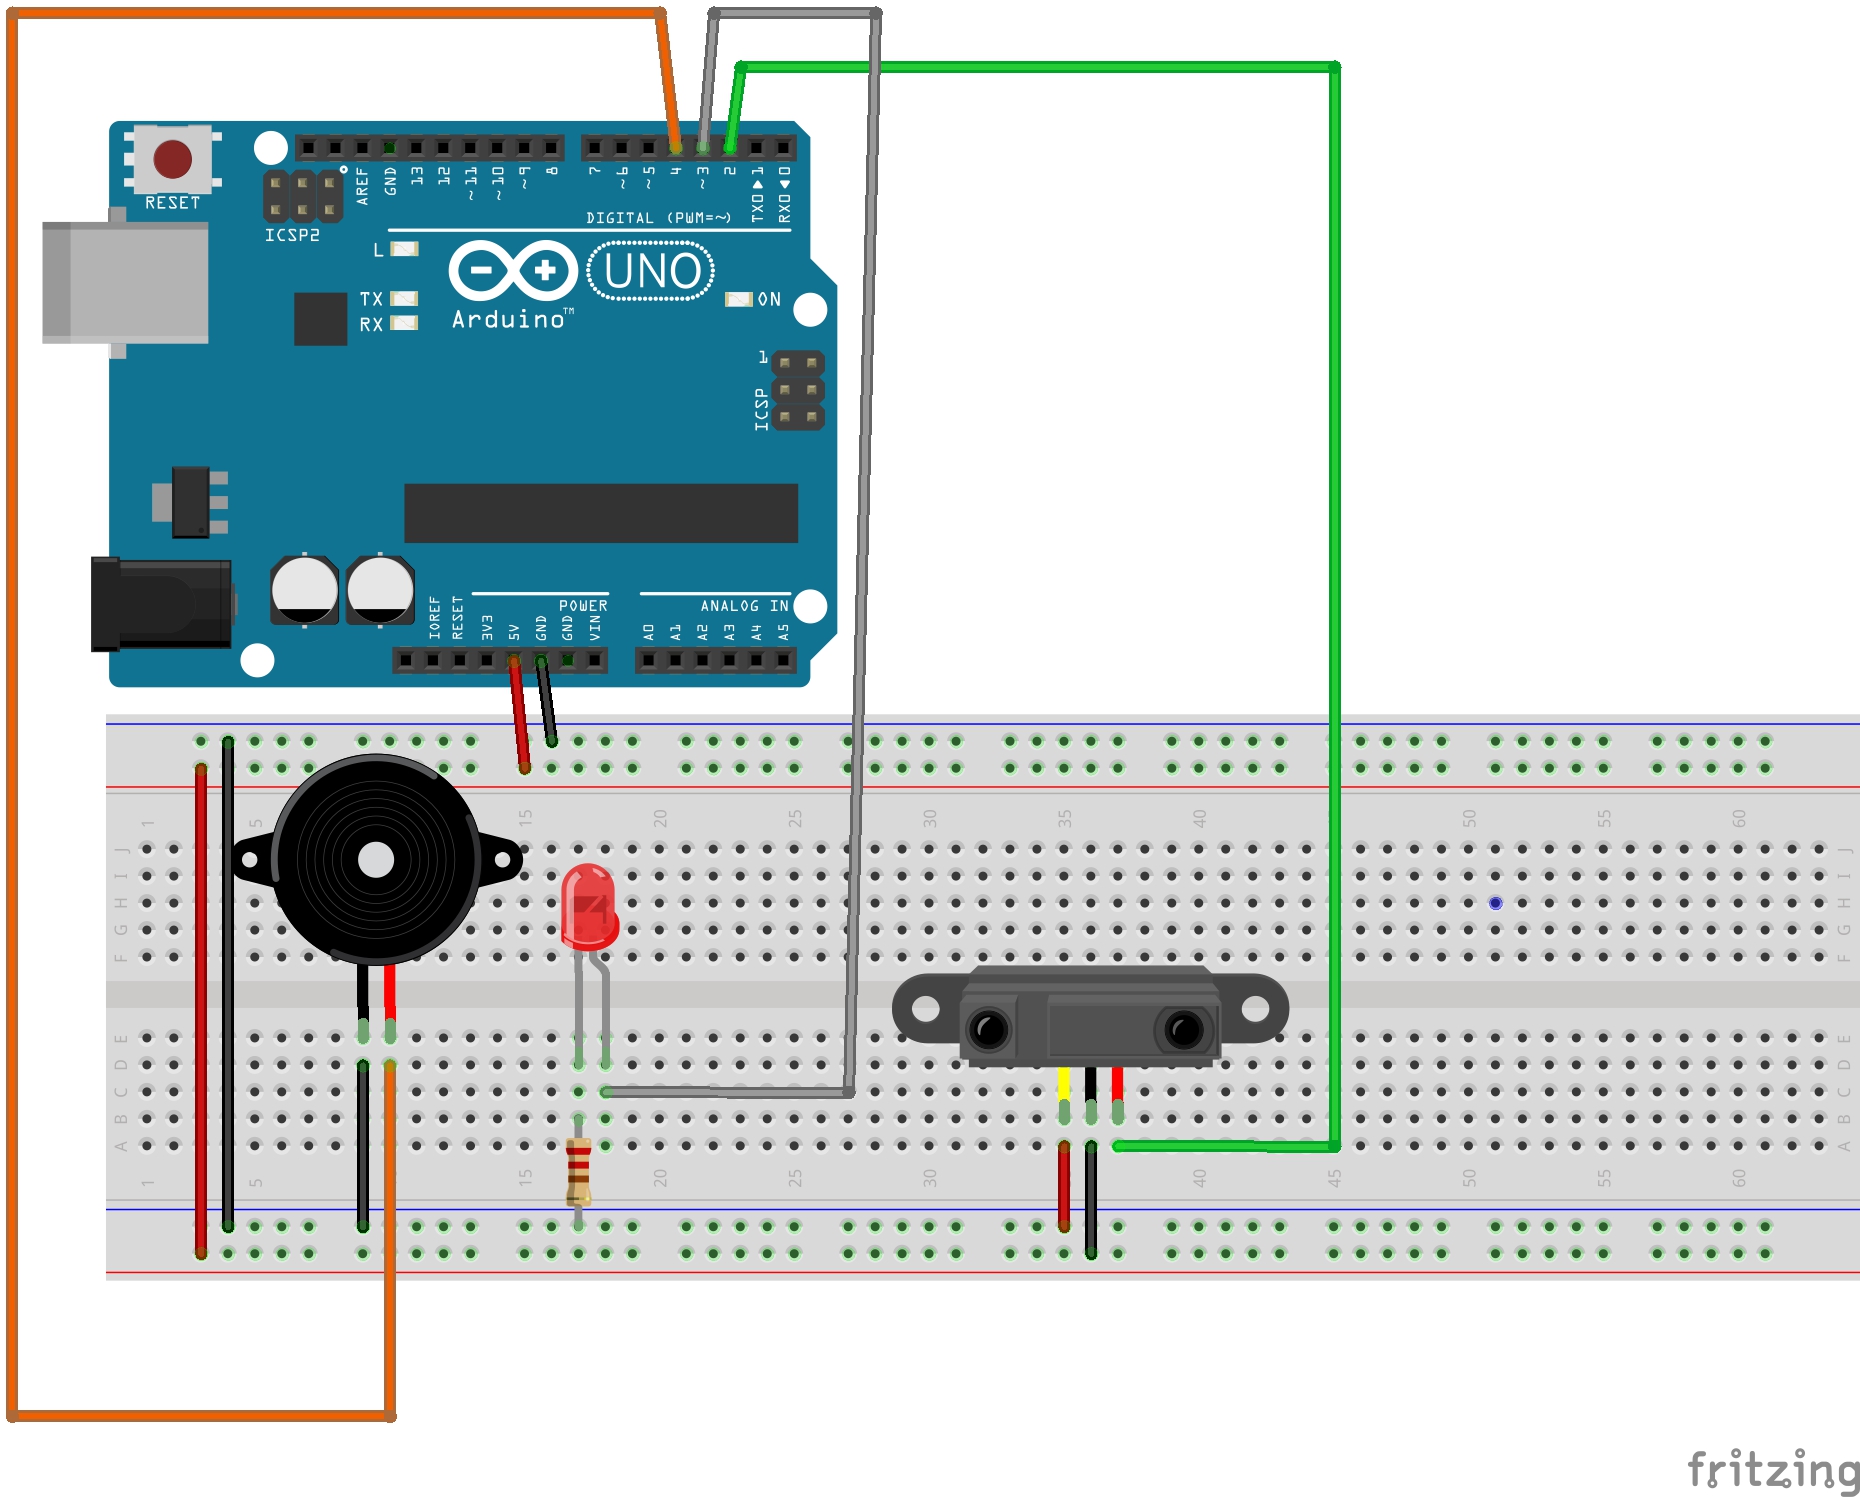 RESET
ICSP2
AREF
GND
13
12
~11
~10
~9
8
7
~6
~5
4
~3
2
TX0▶1
RX0◀0
DIGITAL (PWM=~)
L
TX
RX
UNO
Arduino™
ON
1
ICSP
IOREF
RESET
3V3
5V
GND
GND
VIN
POWER
ANALOG IN
A0
A1
A2
A3
A4
A5
1 5 15 20 25 30 35 40 50 55 60
J J
I I
H H
G G
F F
E E
D D
C C
B B
A A
1 5 15 20 25 30 35 40 45 50 55 60
fritzing